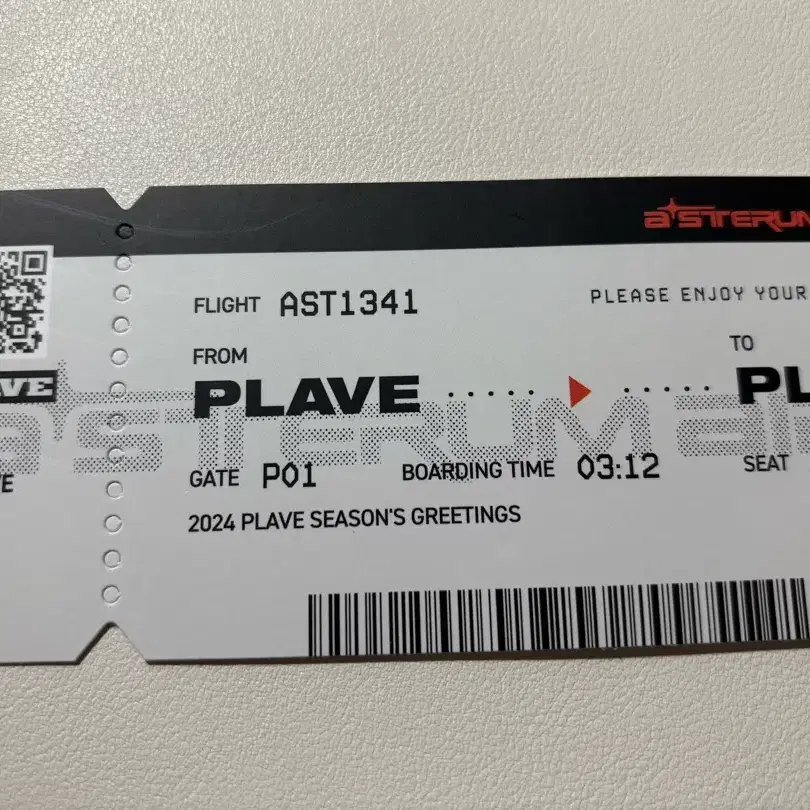 ASTERUM
FLIGHT AST1341
PLEASE ENJOY YOUR
FROM
TO
PLAVE
GATE P01
BOARDING TIME 03:12
SEAT
2024 PLAVE SEASON'S GREETINGS